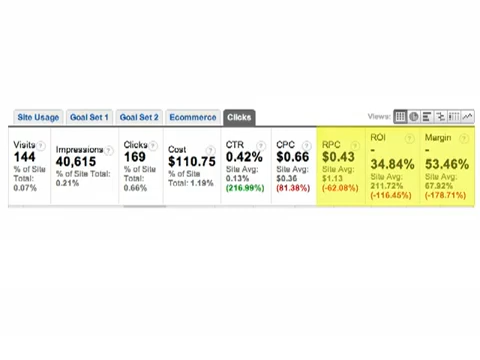 Site Usage Goal Set 1 Goal Set 2 Ecommerce Clicks Views:
Visits
144
% of Site
Total:
0.07%
Impressions
40,615
% of Site Total:
0.21%
Clicks
169
% of Site
Total:
0.66%
Cost
$110.75
% of Site
Total: 1.19%
CTR
0.42%
Site Avg:
0.13%
(216.99%)
CPC
$0.66
Site Avg:
$0.36
(81.38%)
RPC
$0.43
Site Avg:
$1.13
(-62.08%)
ROI
-
34.84%
Site Avg:
211.72%
(-116.45%)
Margin
-
53.46%
Site Avg:
67.92%
(-178.71%)